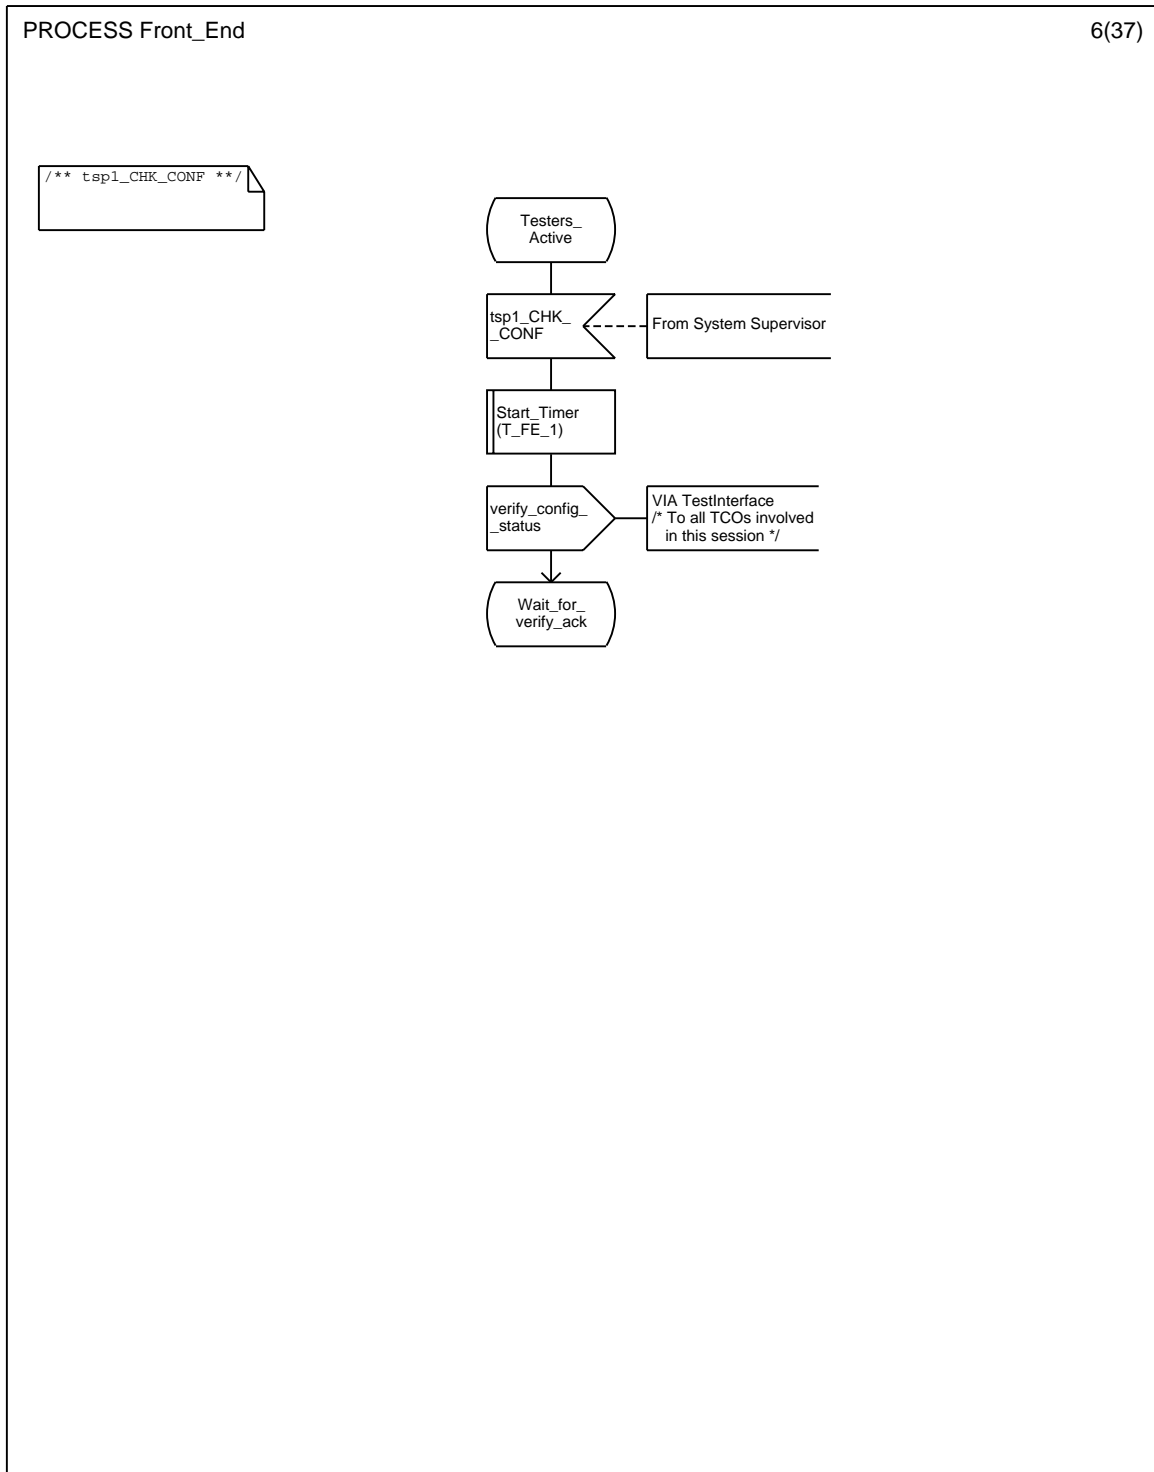 PROCESS Front_End
6(37)
/** tsp1_CHK_CONF **/
Testers_
Active
tsp1_CHK_
_CONF
From System Supervisor
Start_Timer
(T_FE_1)
verify_config_
_status
VIA TestInterface
/* To all TCOs involved
in this session */
Wait_for_
verify_ack